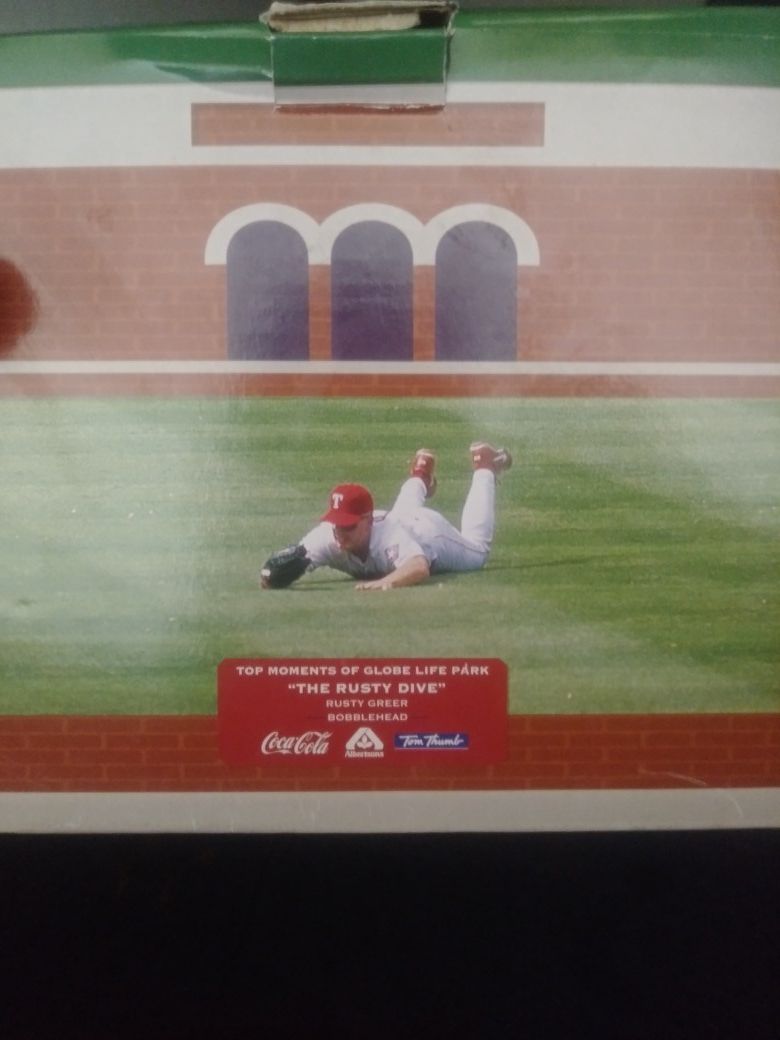 T
TOP MOMENTS OF GLOBE LIFE PARK
“THE RUSTY DIVE”
RUSTY GREER
BOBBLEHEAD
Coca-Cola Albertsons Tom Thumb